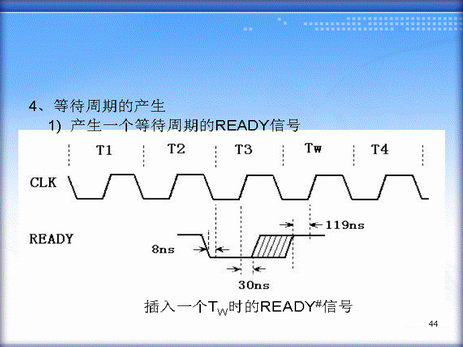 4、等待周期的产生
1) 产生一个等待周期的READY信号
T1 T2 T3 Tw T4
CLK
119ns
READY
8ns
30ns
插入一个TW时的READY#信号
44